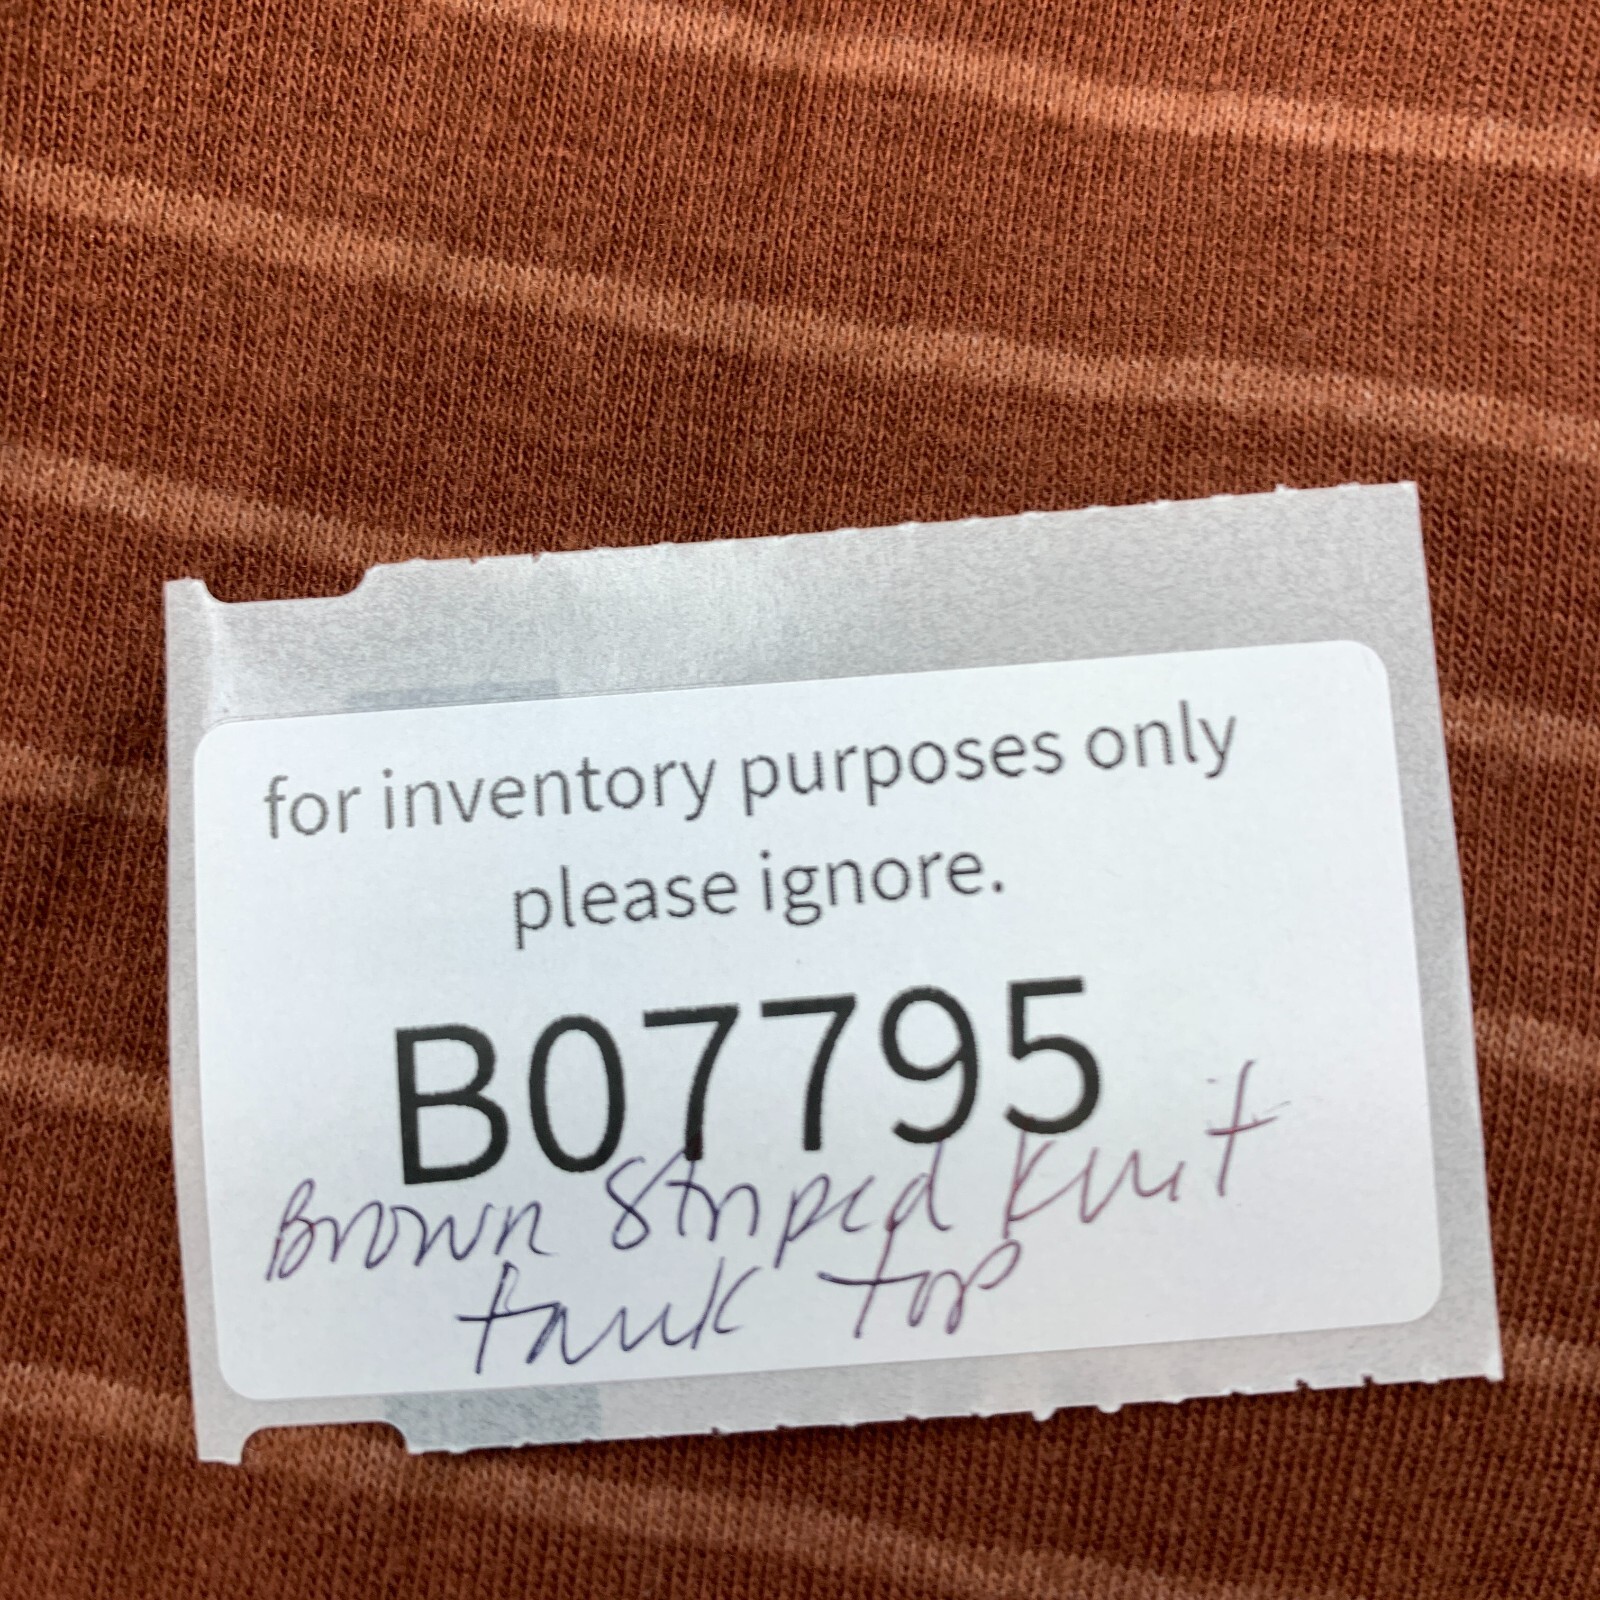 for inventory purposes only
please ignore.
B07795
Brown Striped Knit
tank top